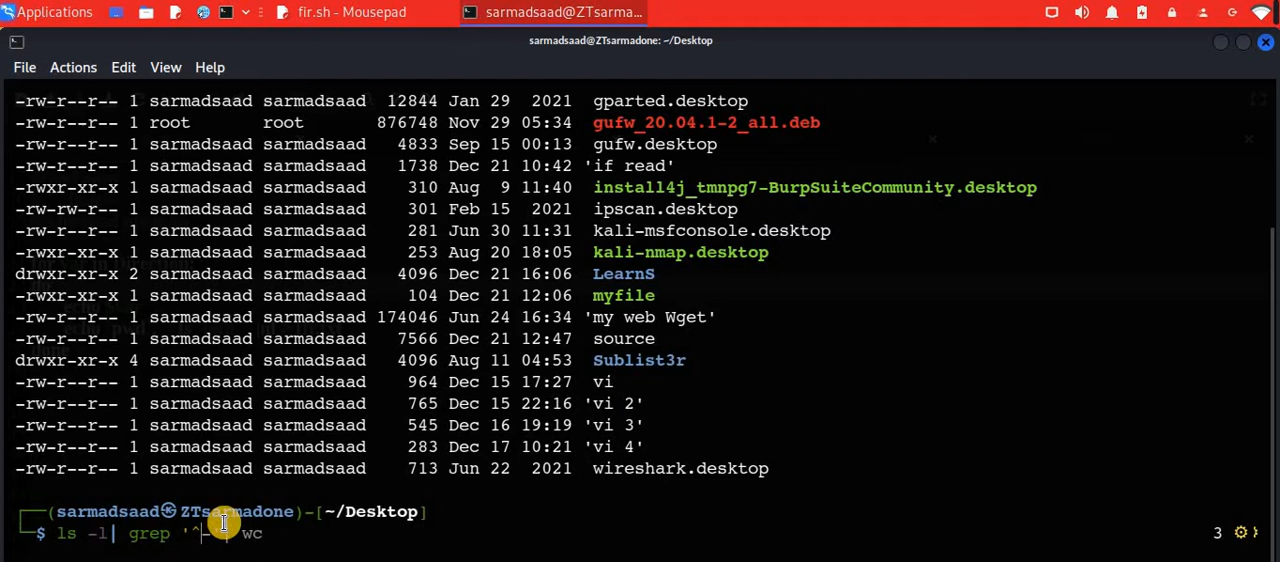 Applications fir.sh - Mousepad sarmadsaad@ZTsarma...
sarmadsaad@ZTsarmadone: ~/Desktop
File Actions Edit View Help
-rw-r--r-- 1 sarmadsaad sarmadsaad 12844 Jan 29 2021 gparted.desktop
-rw-r--r-- 1 root root 876748 Nov 29 05:34 gufw_20.04.1-2_all.deb
-rw-r--r-- 1 sarmadsaad sarmadsaad 4833 Sep 15 00:13 gufw.desktop
-rw-r--r-- 1 sarmadsaad sarmadsaad 1738 Dec 21 10:42 'if read'
-rwxr-xr-x 1 sarmadsaad sarmadsaad 310 Aug 9 11:40 install4j_tmnpg7-BurpSuiteCommunity.desktop
-rw-rw-r-- 1 sarmadsaad sarmadsaad 301 Feb 15 2021 ipscan.desktop
-rw-r--r-- 1 sarmadsaad sarmadsaad 281 Jun 30 11:31 kali-msfconsole.desktop
-rwxr-xr-x 1 sarmadsaad sarmadsaad 253 Aug 20 18:05 kali-nmap.desktop
drwxr-xr-x 2 sarmadsaad sarmadsaad 4096 Dec 21 16:06 LearnS
-rwxr-xr-x 1 sarmadsaad sarmadsaad 104 Dec 21 12:06 myfile
-rw-r--r-- 1 sarmadsaad sarmadsaad 174046 Jun 24 16:34 'my web Wget'
-rw-r--r-- 1 sarmadsaad sarmadsaad 7566 Dec 21 12:47 source
drwxr-xr-x 4 sarmadsaad sarmadsaad 4096 Aug 11 04:53 Sublist3r
-rw-r--r-- 1 sarmadsaad sarmadsaad 964 Dec 15 17:27 vi
-rw-r--r-- 1 sarmadsaad sarmadsaad 765 Dec 15 22:16 'vi 2'
-rw-r--r-- 1 sarmadsaad sarmadsaad 545 Dec 16 19:19 'vi 3'
-rw-r--r-- 1 sarmadsaad sarmadsaad 283 Dec 17 10:21 'vi 4'
-rw-r--r-- 1 sarmadsaad sarmadsaad 713 Jun 22 2021 wireshark.desktop
(sarmadsaad㉿ZTsarmadone)-[~/Desktop]
$ ls -l| grep '^-'| wc 3